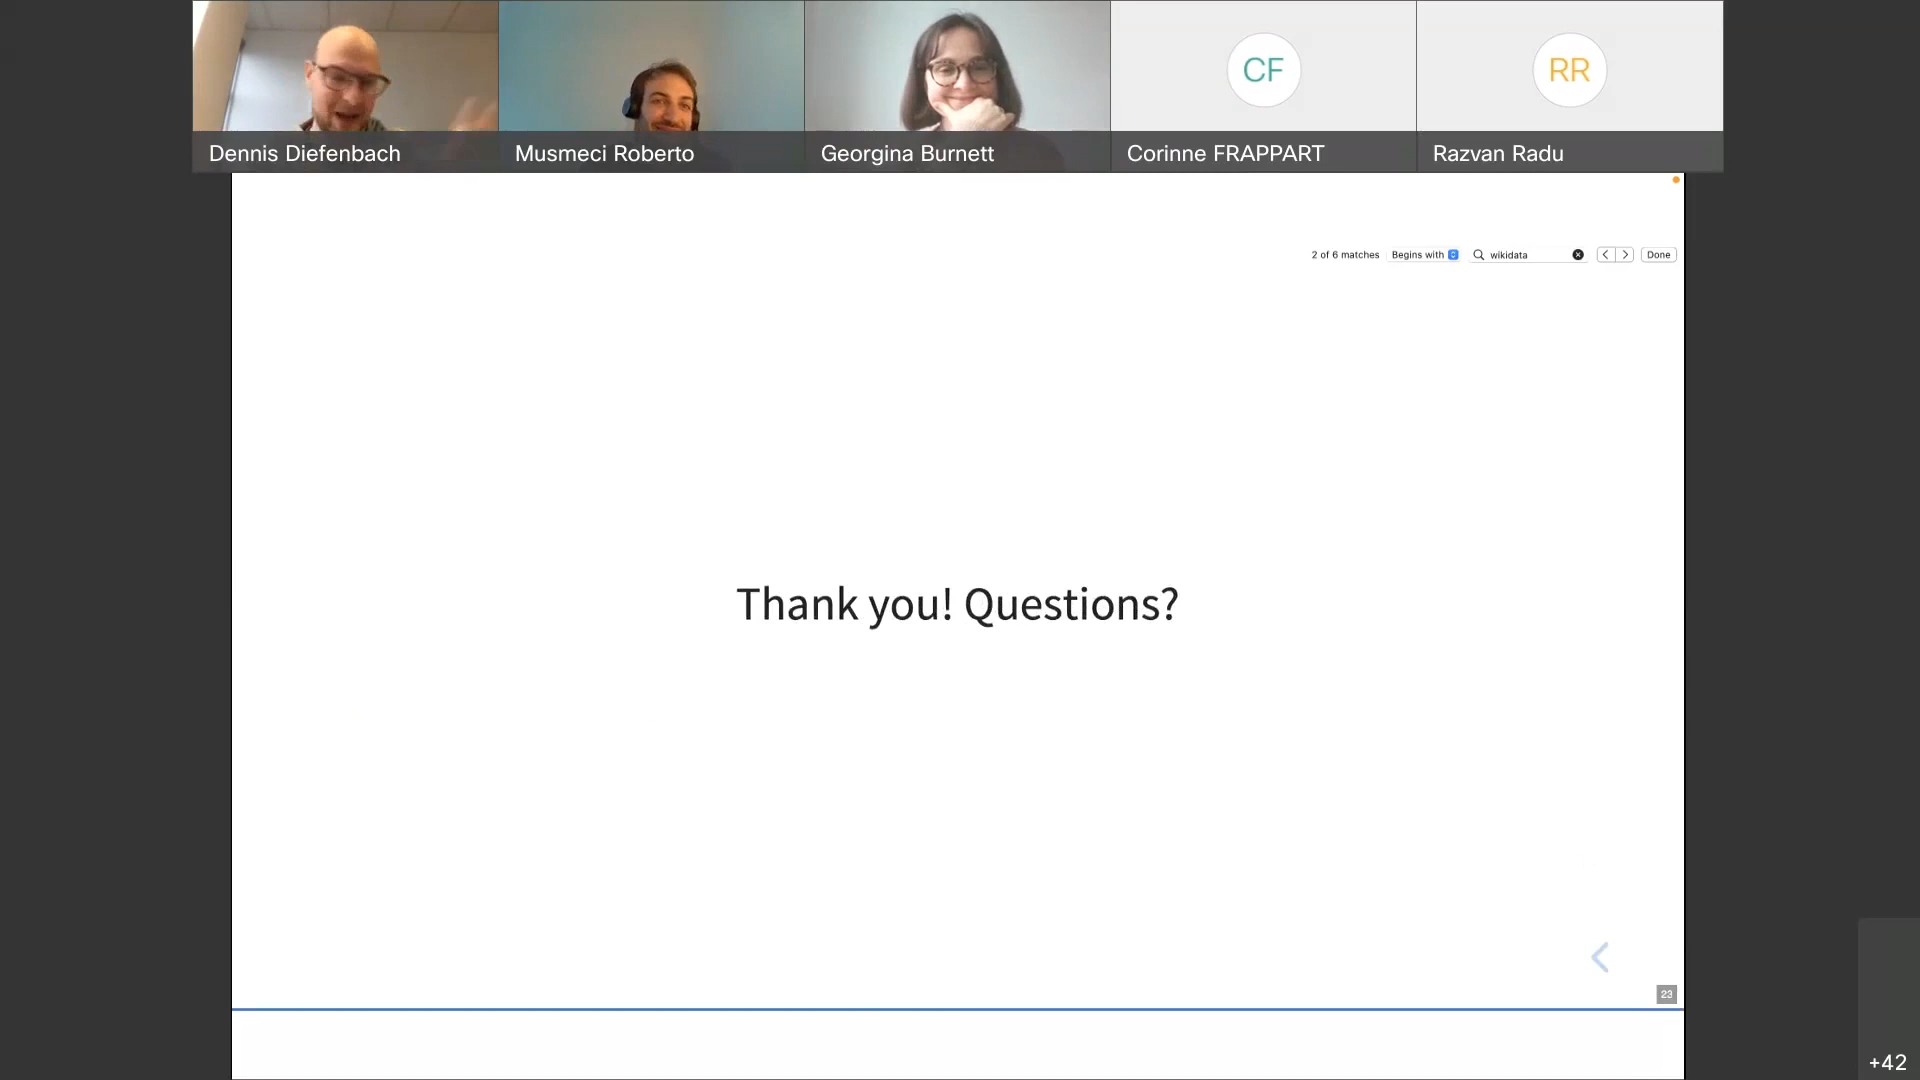 CF
RR
Dennis Diefenbach
Musmeci Roberto
Georgina Burnett
Corinne FRAPPART
Razvan Radu
2 of 6 matches Begins with wikidata Done
Thank you! Questions?
23
+42